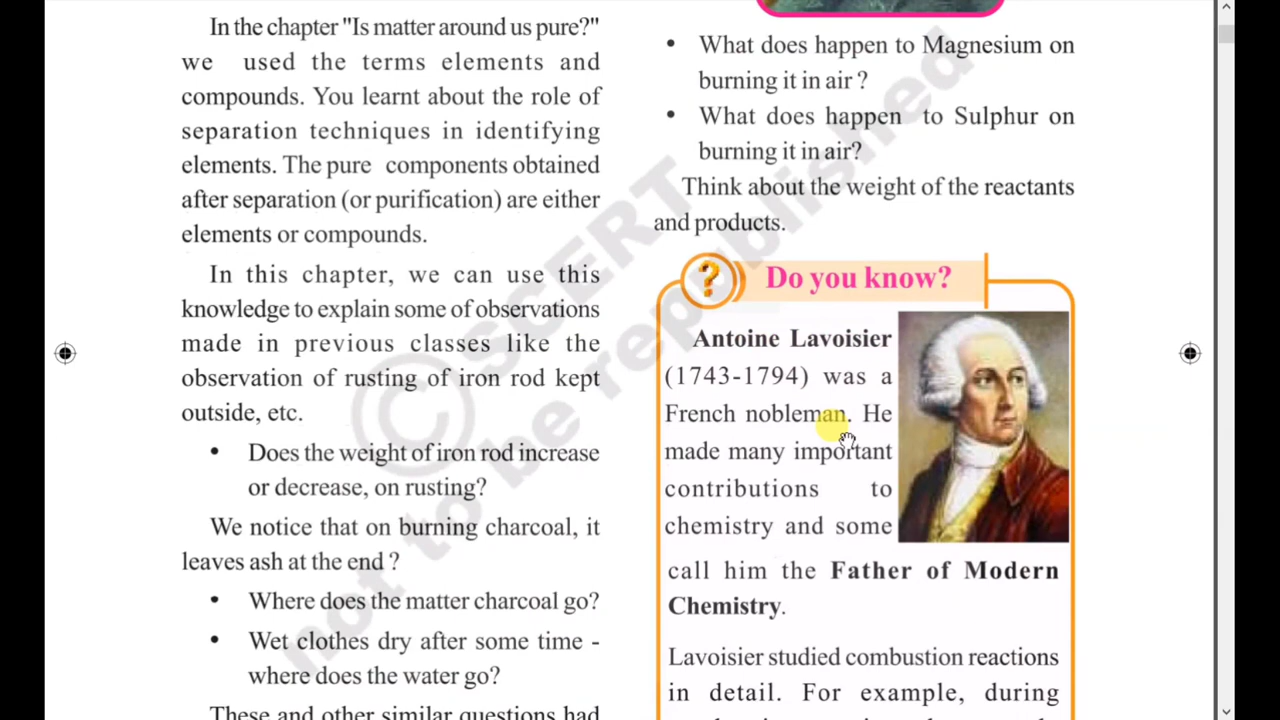 In the chapter "Is matter around us pure?"
we used the terms elements and
compounds. You learnt about the role of
separation techniques in identifying
elements. The pure components obtained
after separation (or purification) are either
elements or compounds.
In this chapter, we can use this
knowledge to explain some of observations
made in previous classes like the
observation of rusting of iron rod kept
outside, etc.
• Does the weight of iron rod increase
or decrease, on rusting?
We notice that on burning charcoal, it
leaves ash at the end ?
• Where does the matter charcoal go?
• Wet clothes dry after some time -
where does the water go?
These and other similar questions had
• What does happen to Magnesium on
burning it in air ?
• What does happen to Sulphur on
burning it in air?
Think about the weight of the reactants
and products.
? Do you know?
Antoine Lavoisier
(1743-1794) was a
French nobleman. He
made many important
contributions to
chemistry and some
call him the Father of Modern
Chemistry.
Lavoisier studied combustion reactions
in detail. For example, during
© SCERT
not to be republished